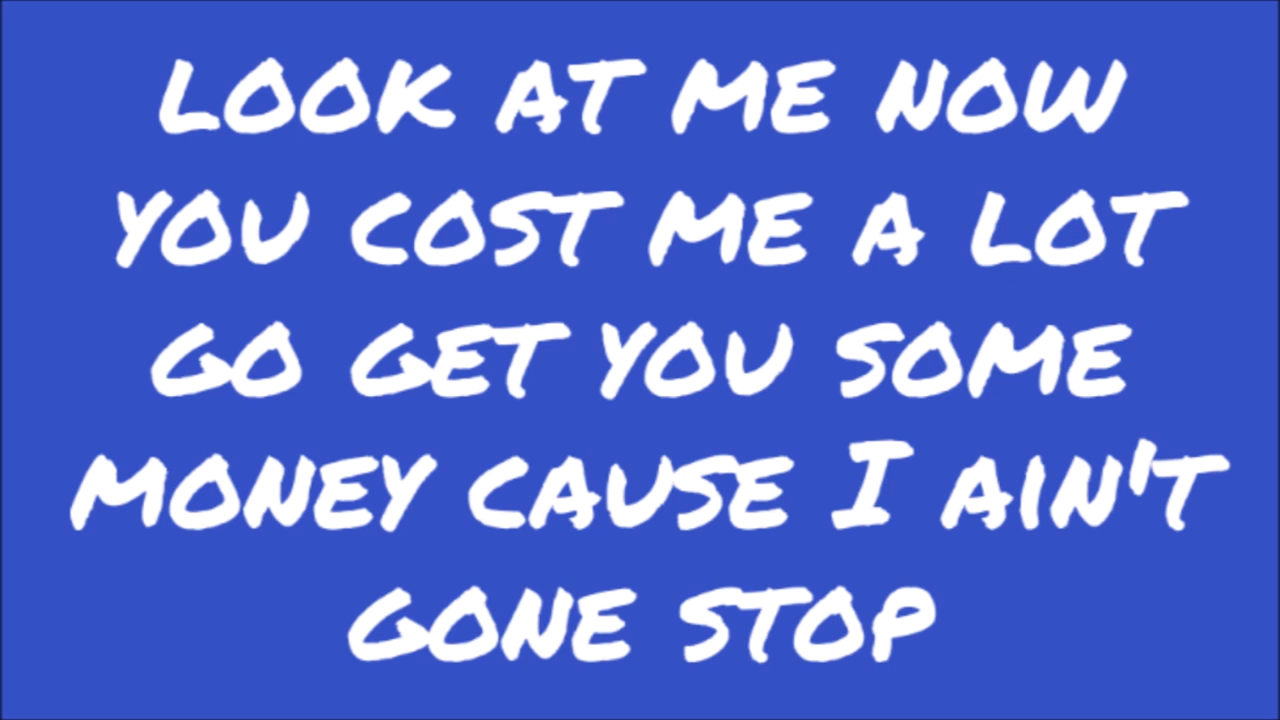 LOOK AT ME NOW
YOU COST ME A LOT
GO GET YOU SOME
MONEY CAUSE I AIN'T
GONE STOP